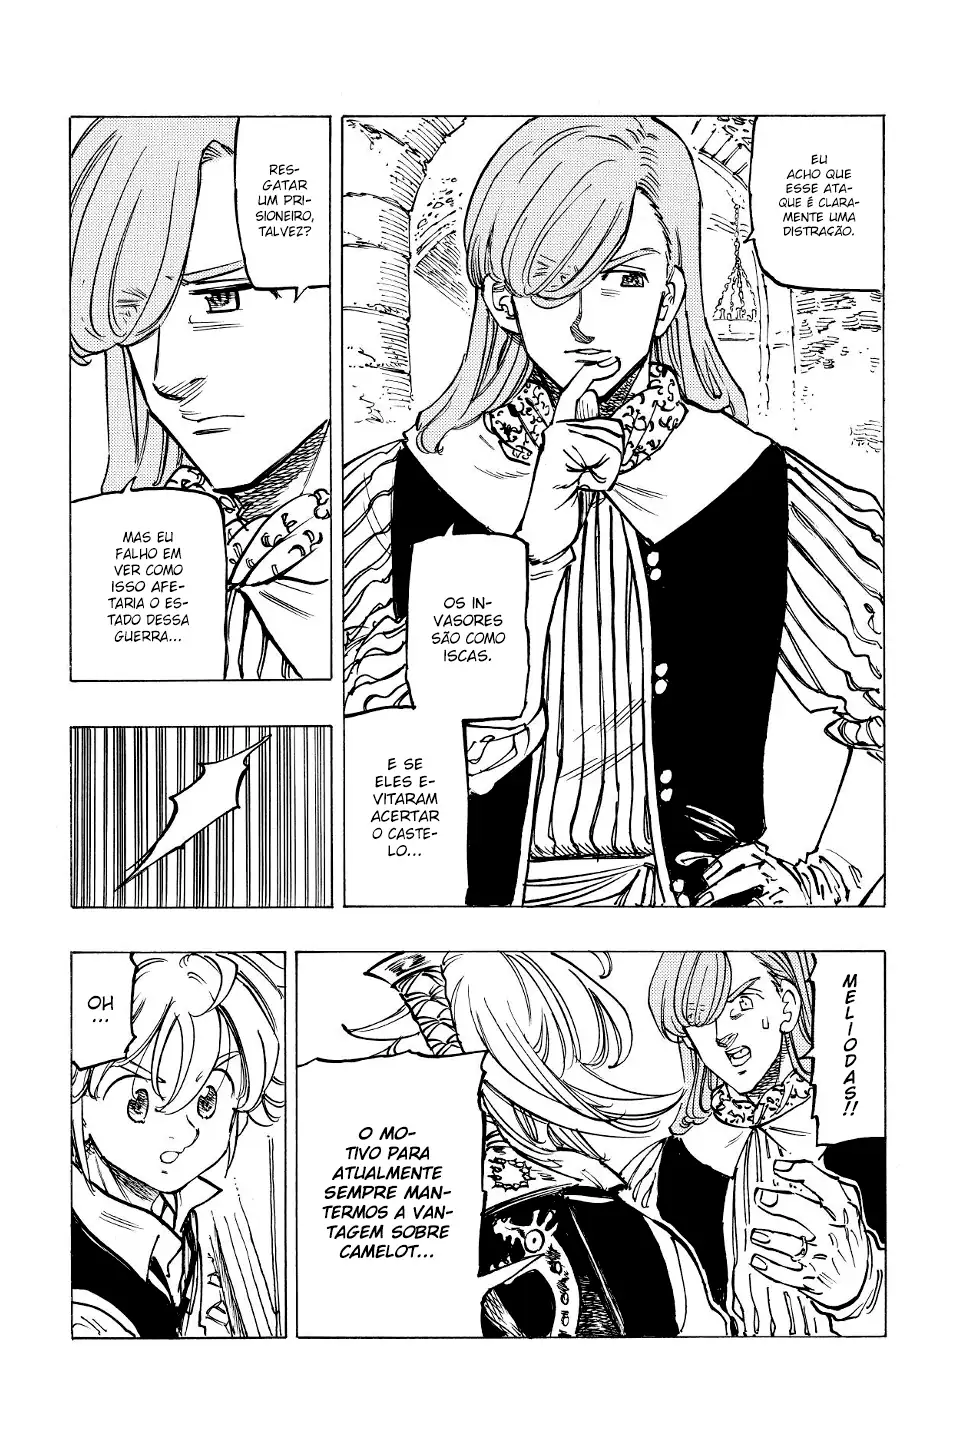 EU
ACHO QUE
ESSE ATA-
QUE É CLARA-
MENTE UMA
DISTRAÇÃO.
OS IN-
VASORES
SÃO COMO
ISCAS.
E SE
ELES E-
VITARAM
ACERTAR
O CASTE-
LO...
RES-
GATAR
UM PRI-
SIONEIRO,
TALVEZ?
MAS EU
FALHO EM
VER COMO
ISSO AFE-
TARIA O ES-
TADO DESSA
GUERRA...
MELIODAS!!
O MO-
TIVO PARA
ATUALMENTE
SEMPRE MAN-
TERMOS A VAN-
TAGEM SOBRE
CAMELOT...
OH
...